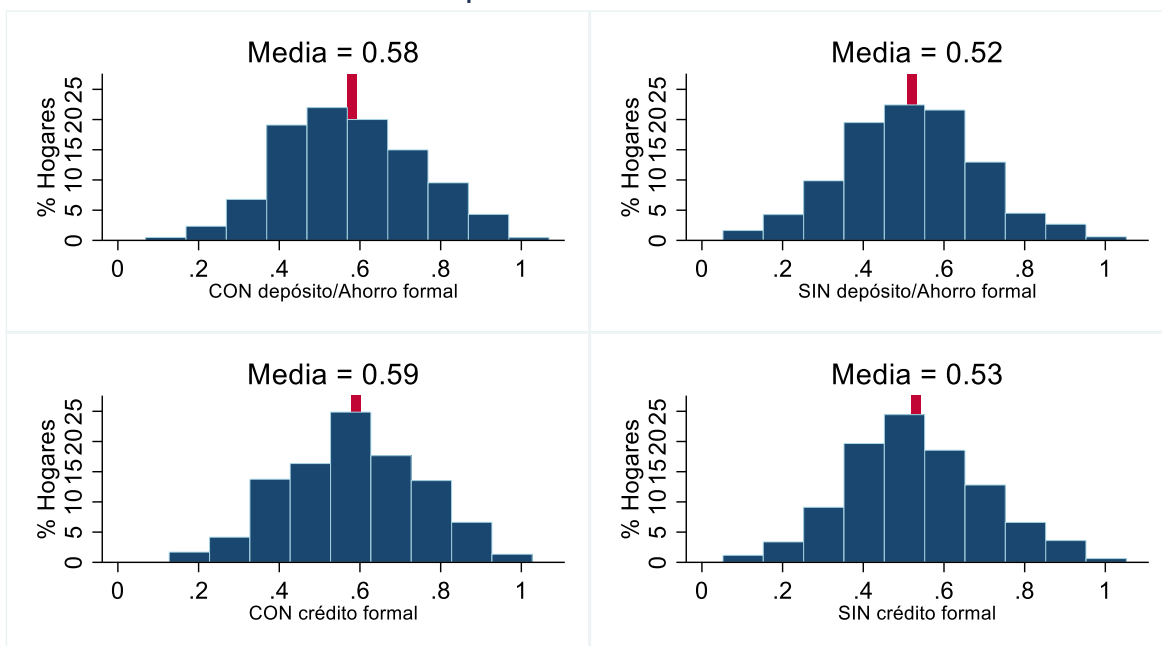 Media = 0.58
% Hogares
0 5 10 15 20 25
0 .2 .4 .6 .8 1
CON depósito/Ahorro formal
Media = 0.52
% Hogares
0 5 10 15 20 25
0 .2 .4 .6 .8 1
SIN depósito/Ahorro formal
Media = 0.59
% Hogares
0 5 10 15 20 25
0 .2 .4 .6 .8 1
CON crédito formal
Media = 0.53
% Hogares
0 5 10 15 20 25
0 .2 .4 .6 .8 1
SIN crédito formal